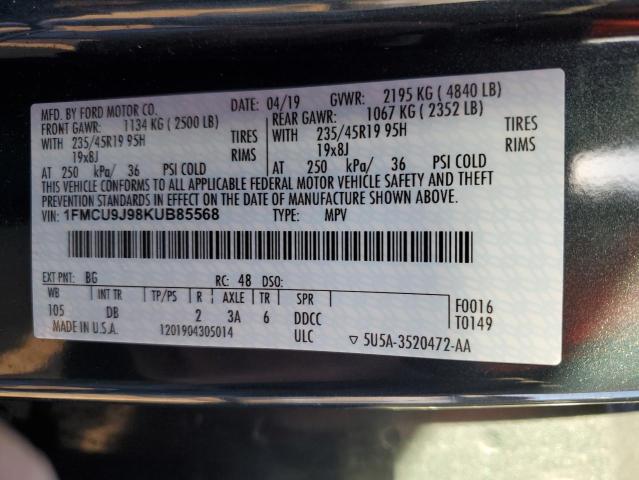 MFD. BY FORD MOTOR CO. DATE: 04/19 GVWR: 2195 KG ( 4840 LB)
FRONT GAWR: 1134 KG ( 2500 LB) REAR GAWR: 1067 KG ( 2352 LB)
WITH 235/45R19 95H TIRES WITH 235/45R19 95H TIRES
19x8J RIMS 19x8J RIMS
AT 250 kPa/ 36 PSI COLD AT 250 kPa/ 36 PSI COLD
THIS VEHICLE CONFORMS TO ALL APPLICABLE FEDERAL MOTOR VEHICLE SAFETY AND THEFT
PREVENTION STANDARDS IN EFFECT ON THE DATE OF MANUFACTURE SHOWN ABOVE.
VIN: 1FMCU9J98KUB85568 TYPE: MPV
EXT PNT: BG RC: 48 DSO:
WB INT TR TP/PS R AXLE TR SPR F0016
105 DB 2 3A 6 DDCC T0149
MADE IN U.S.A. 1201904305014 ULC ▽ 5U5A-3520472-AA